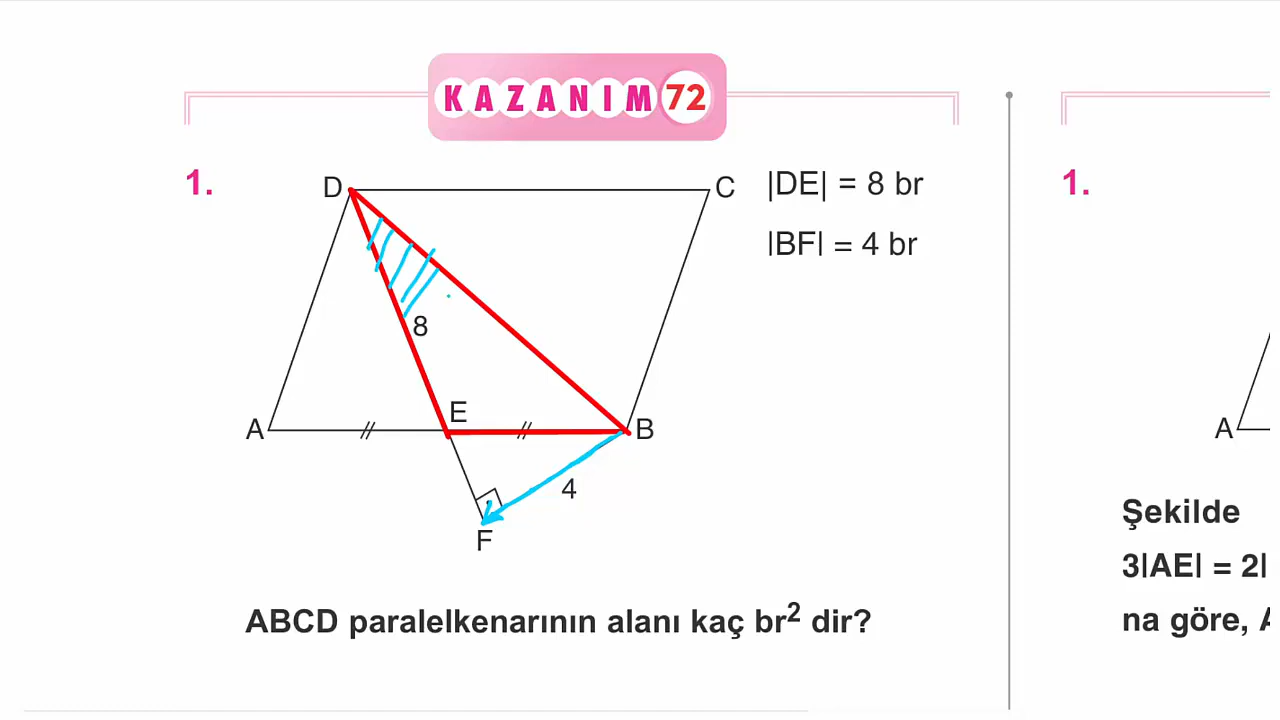 KAZANIM 72
1.
D
C
|DE| = 8 br
|BF| = 4 br
8
E
A
B
4
F
ABCD paralelkenarının alanı kaç br² dir?
1.
A
Şekilde
3|AE| = 2|
na göre, A